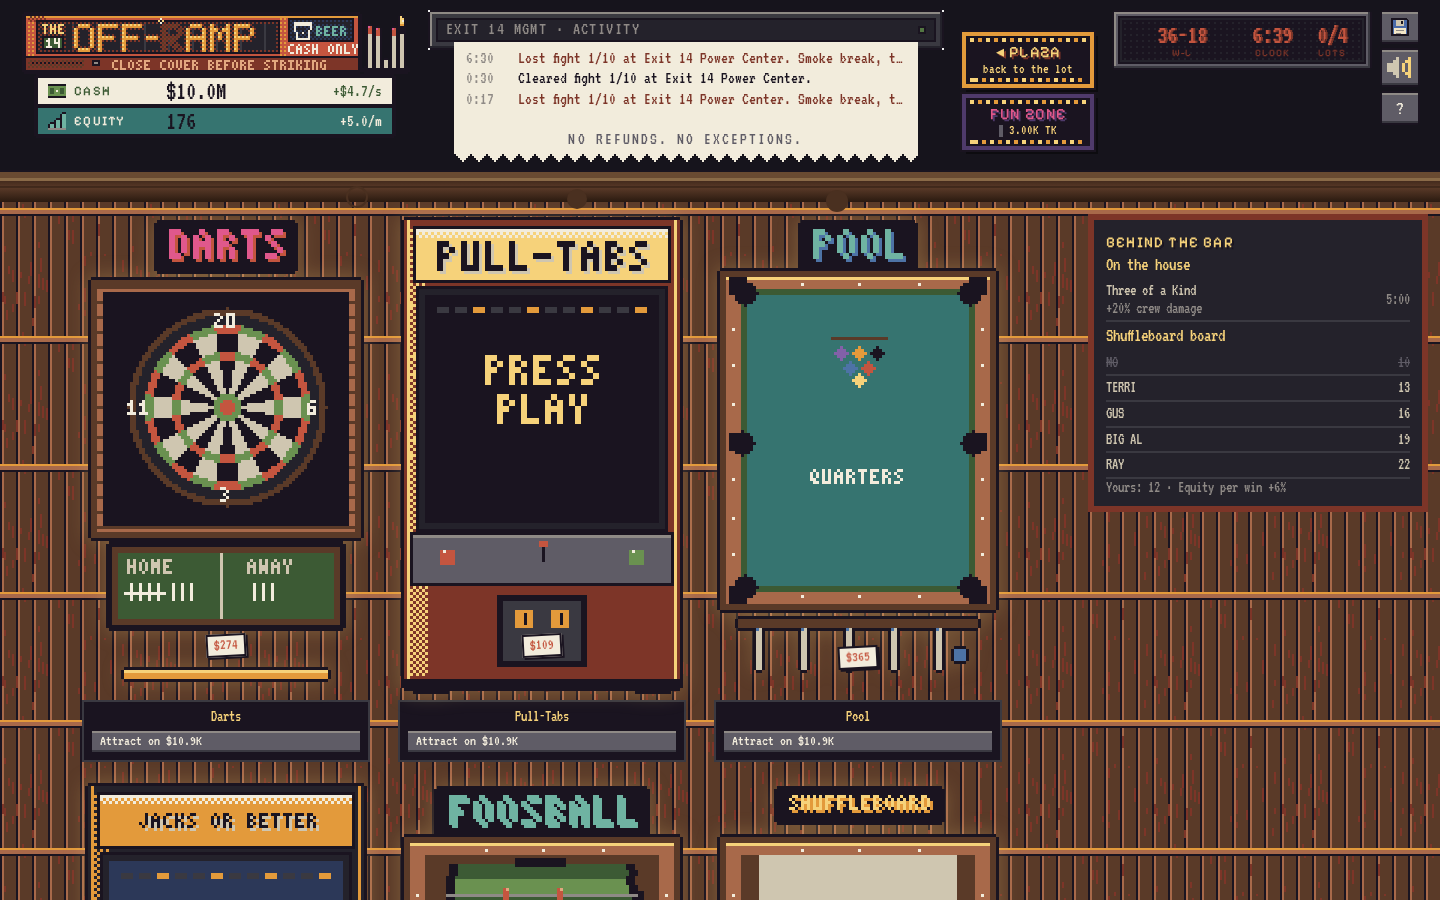 THE
14
OFF-RAMP
BEER
CASH ONLY
CLOSE COVER BEFORE STRIKING
CASH
$10.0M
+$4.7/s
EQUITY
176
+5.0/m
EXIT 14 MGMT · ACTIVITY
6:30 Lost fight 1/10 at Exit 14 Power Center. Smoke break, t…
0:30 Cleared fight 1/10 at Exit 14 Power Center.
0:17 Lost fight 1/10 at Exit 14 Power Center. Smoke break, t…
NO REFUNDS. NO EXCEPTIONS.
◀ PLAZA
back to the lot
FUN ZONE
3.00K TK
36-18 6:39 0/4
W-L CLOCK LOTS
?
DARTS
20
11
6
3
HOME AWAY
$274
PULL-TABS
PRESS
PLAY
$109
POOL
QUARTERS
$365
BEHIND THE BAR
On the house
Three of a Kind
+20% crew damage
5:00
Shuffleboard board
MO 10
TERRI 13
GUS 16
BIG AL 19
RAY 22
Yours: 12 · Equity per win +6%
Darts
Attract on $10.9K
Pull-Tabs
Attract on $10.9K
Pool
Attract on $10.9K
JACKS OR BETTER
FOOSBALL
SHUFFLEBOARD